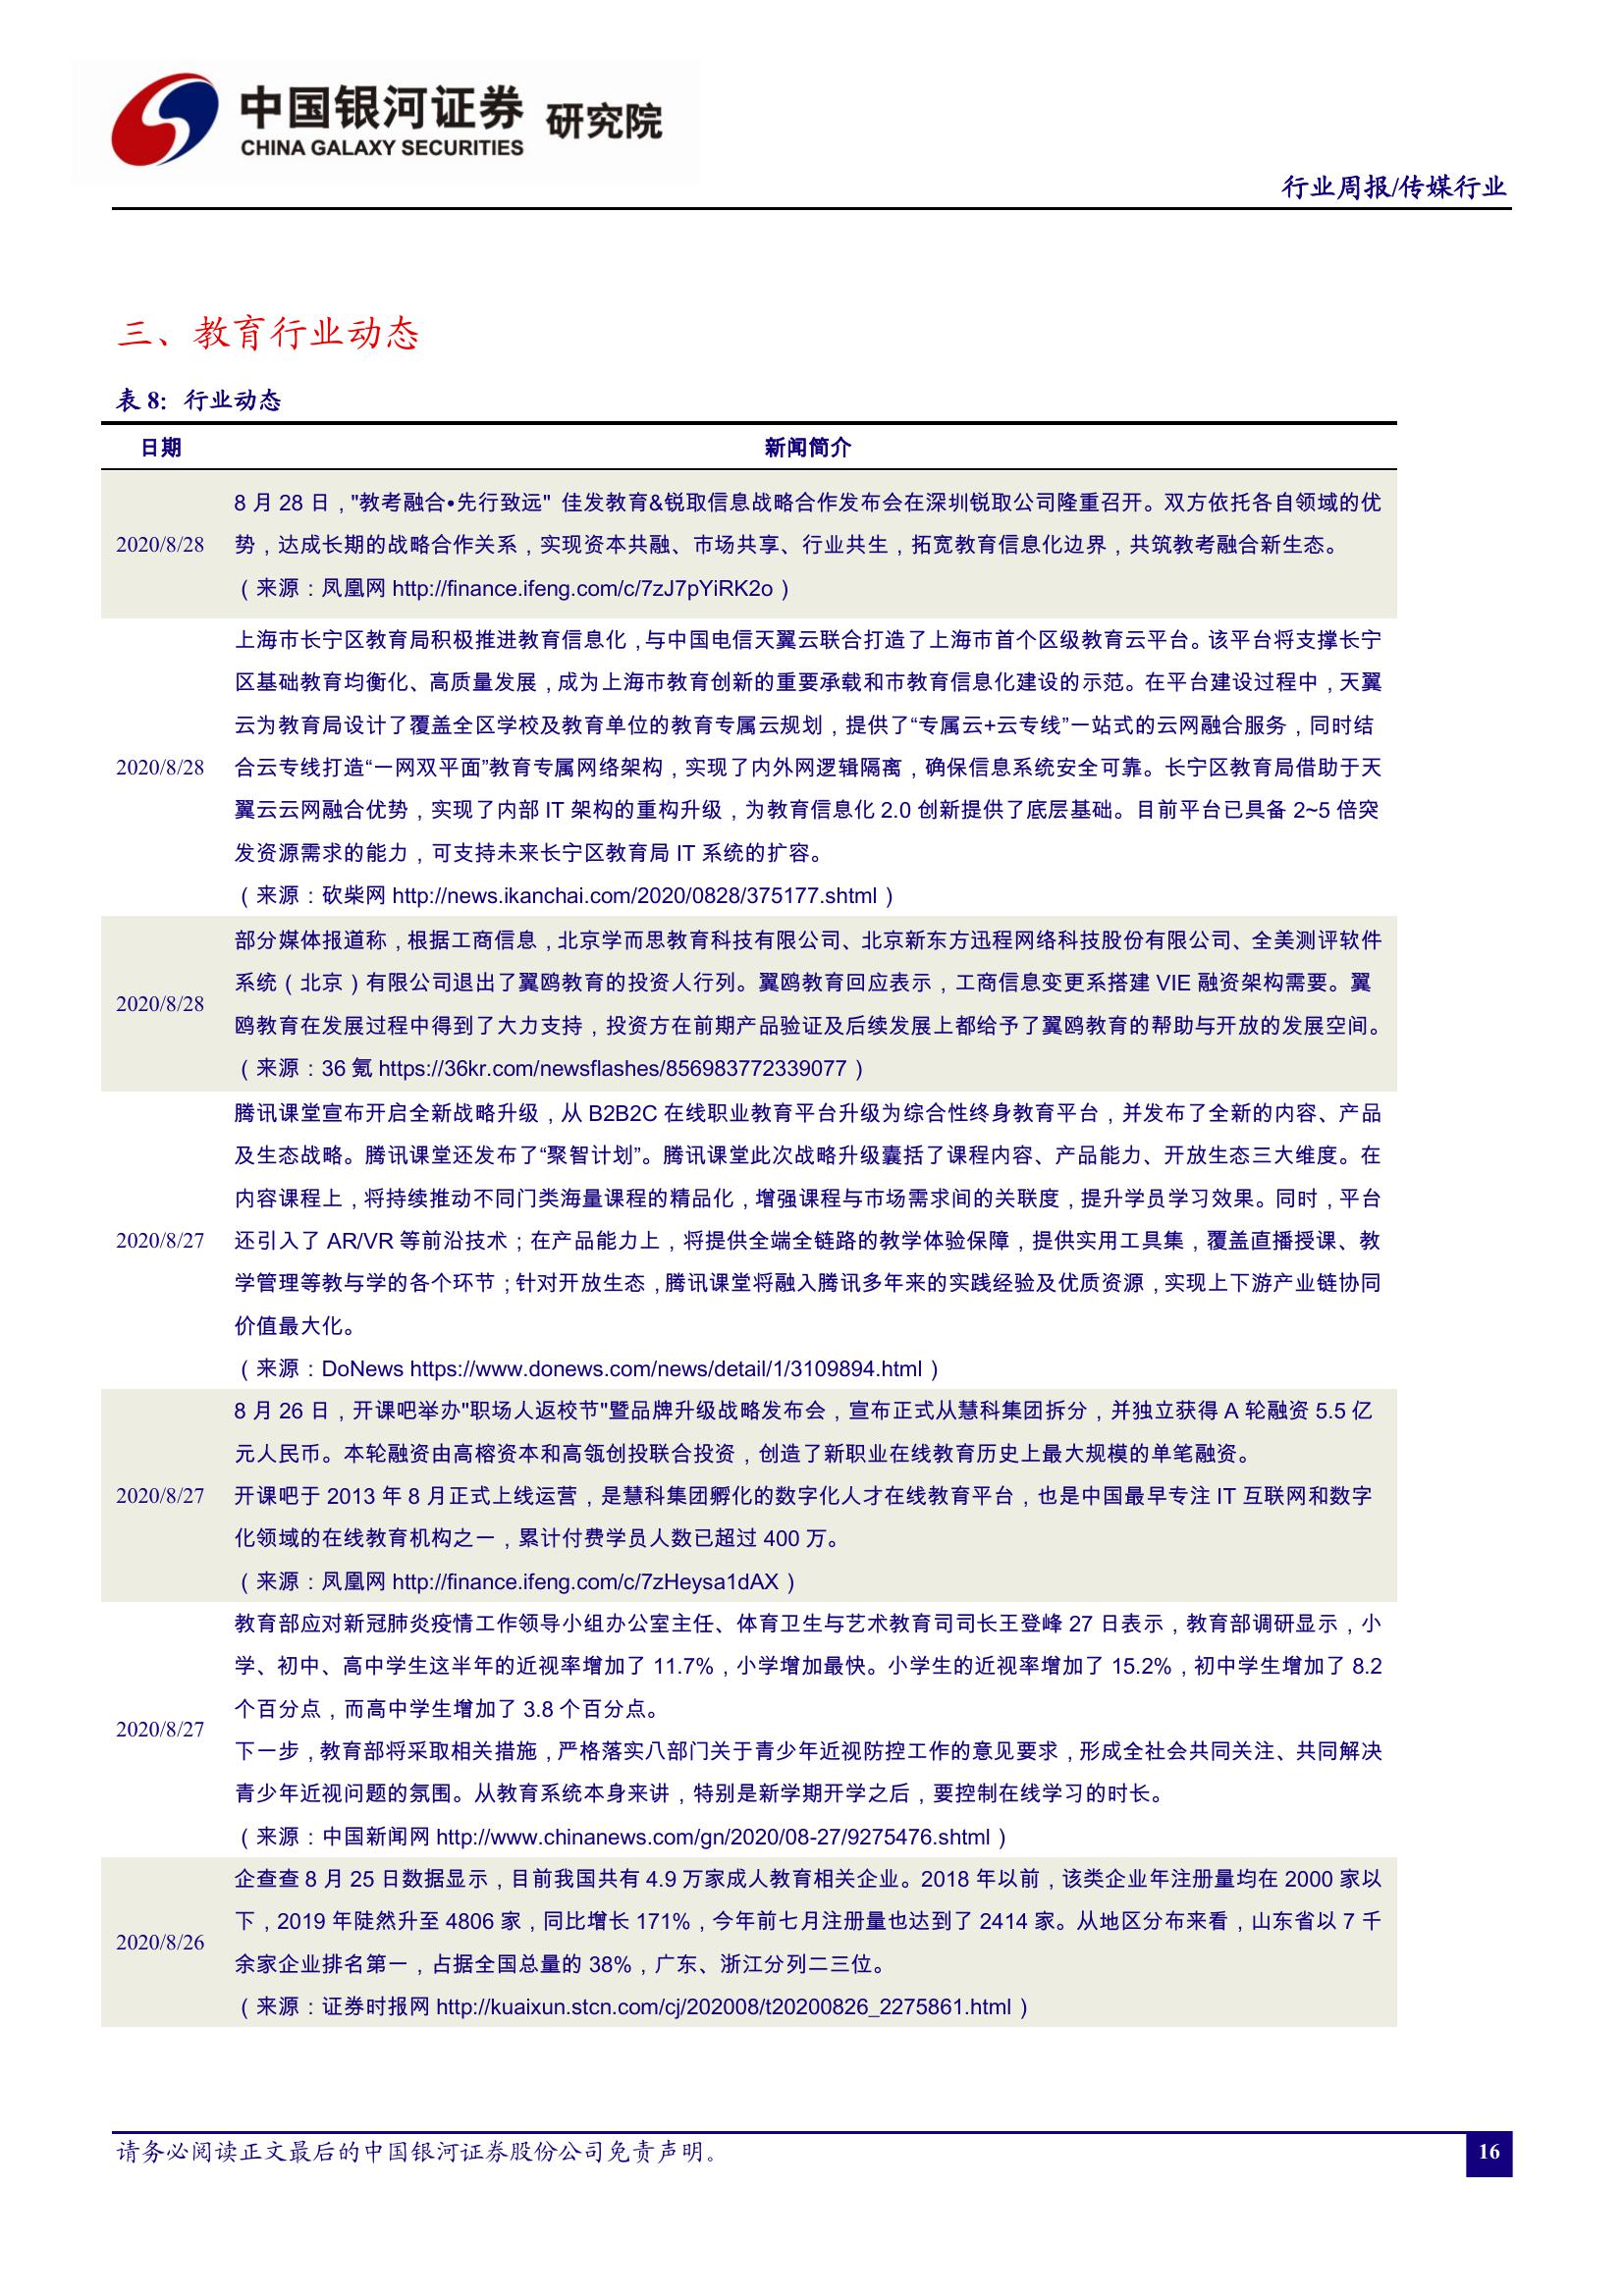 中国银河证券 研究院
CHINA GALAXY SECURITIES
行业周报/传媒行业
三、教育行业动态
表 8：行业动态
日期 新闻简介
8 月 28 日，"教考融合•先行致远" 佳发教育&锐取信息战略合作发布会在深圳锐取公司隆重召开。双方依托各自领域的优
2020/8/28 势，达成长期的战略合作关系，实现资本共融、市场共享、行业共生，拓宽教育信息化边界，共筑教考融合新生态。
（来源：凤凰网 http://finance.ifeng.com/c/7zJ7pYiRK2o）
上海市长宁区教育局积极推进教育信息化，与中国电信天翼云联合打造了上海市首个区级教育云平台。该平台将支撑长宁
区基础教育均衡化、高质量发展，成为上海市教育创新的重要承载和市教育信息化建设的示范。在平台建设过程中，天翼
云为教育局设计了覆盖全区学校及教育单位的教育专属云规划，提供了“专属云+云专线”一站式的云网融合服务，同时结
2020/8/28 合云专线打造“一网双平面”教育专属网络架构，实现了内外网逻辑隔离，确保信息系统安全可靠。长宁区教育局借助于天
翼云云网融合优势，实现了内部 IT 架构的重构升级，为教育信息化 2.0 创新提供了底层基础。目前平台已具备 2~5 倍突
发资源需求的能力，可支持未来长宁区教育局 IT 系统的扩容。
（来源：砍柴网 http://news.ikanchai.com/2020/0828/375177.shtml）
部分媒体报道称，根据工商信息，北京学而思教育科技有限公司、北京新东方迅程网络科技股份有限公司、全美测评软件
系统（北京）有限公司退出了翼鸥教育的投资人行列。翼鸥教育回应表示，工商信息变更系搭建 VIE 融资架构需要。翼
2020/8/28
鸥教育在发展过程中得到了大力支持，投资方在前期产品验证及后续发展上都给予了翼鸥教育的帮助与开放的发展空间。
（来源：36 氪 https://36kr.com/newsflashes/856983772339077）
腾讯课堂宣布开启全新战略升级，从 B2B2C 在线职业教育平台升级为综合性终身教育平台，并发布了全新的内容、产品
及生态战略。腾讯课堂还发布了“聚智计划”。腾讯课堂此次战略升级囊括了课程内容、产品能力、开放生态三大维度。在
内容课程上，将持续推动不同门类海量课程的精品化，增强课程与市场需求间的关联度，提升学员学习效果。同时，平台
2020/8/27 还引入了 AR/VR 等前沿技术；在产品能力上，将提供全端全链路的教学体验保障，提供实用工具集，覆盖直播授课、教
学管理等教与学的各个环节；针对开放生态，腾讯课堂将融入腾讯多年来的实践经验及优质资源，实现上下游产业链协同
价值最大化。
（来源：DoNews https://www.donews.com/news/detail/1/3109894.html）
8 月 26 日，开课吧举办"职场人返校节"暨品牌升级战略发布会，宣布正式从慧科集团拆分，并独立获得 A 轮融资 5.5 亿
元人民币。本轮融资由高榕资本和高瓴创投联合投资，创造了新职业在线教育历史上最大规模的单笔融资。
2020/8/27 开课吧于 2013 年 8 月正式上线运营，是慧科集团孵化的数字化人才在线教育平台，也是中国最早专注 IT 互联网和数字
化领域的在线教育机构之一，累计付费学员人数已超过 400 万。
（来源：凤凰网 http://finance.ifeng.com/c/7zHeysa1dAX）
教育部应对新冠肺炎疫情工作领导小组办公室主任、体育卫生与艺术教育司司长王登峰 27 日表示，教育部调研显示，小
学、初中、高中学生这半年的近视率增加了 11.7%，小学增加最快。小学生的近视率增加了 15.2%，初中学生增加了 8.2
个百分点，而高中学生增加了 3.8 个百分点。
2020/8/27
下一步，教育部将采取相关措施，严格落实八部门关于青少年近视防控工作的意见要求，形成全社会共同关注、共同解决
青少年近视问题的氛围。从教育系统本身来讲，特别是新学期开学之后，要控制在线学习的时长。
（来源：中国新闻网 http://www.chinanews.com/gn/2020/08-27/9275476.shtml）
企查查 8 月 25 日数据显示，目前我国共有 4.9 万家成人教育相关企业。2018 年以前，该类企业年注册量均在 2000 家以
下，2019 年陡然升至 4806 家，同比增长 171%，今年前七月注册量也达到了 2414 家。从地区分布来看，山东省以 7 千
2020/8/26
余家企业排名第一，占据全国总量的 38%，广东、浙江分列二三位。
（来源：证券时报网 http://kuaixun.stcn.com/cj/202008/t20200826_2275861.html）
请务必阅读正文最后的中国银河证券股份公司免责声明。 16